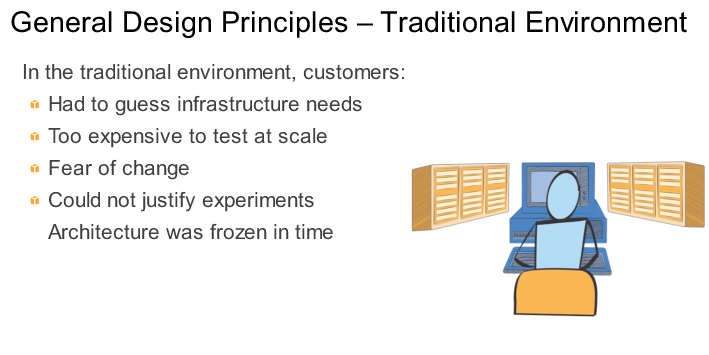 General Design Principles – Traditional Environment
In the traditional environment, customers:
Had to guess infrastructure needs
Too expensive to test at scale
Fear of change
Could not justify experiments
Architecture was frozen in time